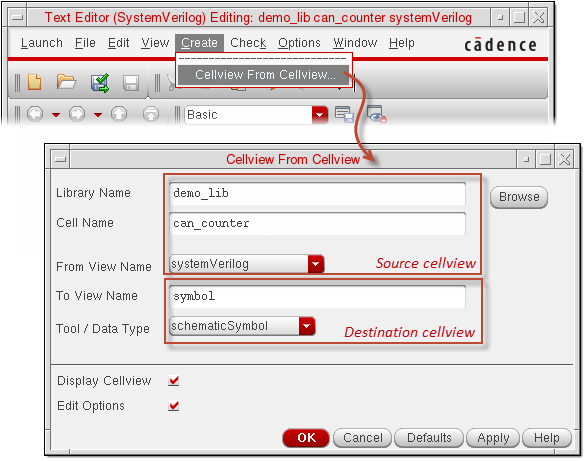 Text Editor (SystemVerilog) Editing: demo_lib can_counter systemVerilog
Launch File Edit View Create Check Options Window Help cādence
Cellview From Cellview...
Basic
Cellview From Cellview
Library Name demo_lib Browse
Cell Name can_counter
From View Name systemVerilog Source cellview
To View Name symbol
Tool / Data Type schematicSymbol Destination cellview
Display Cellview
Edit Options
OK Cancel Defaults Apply Help